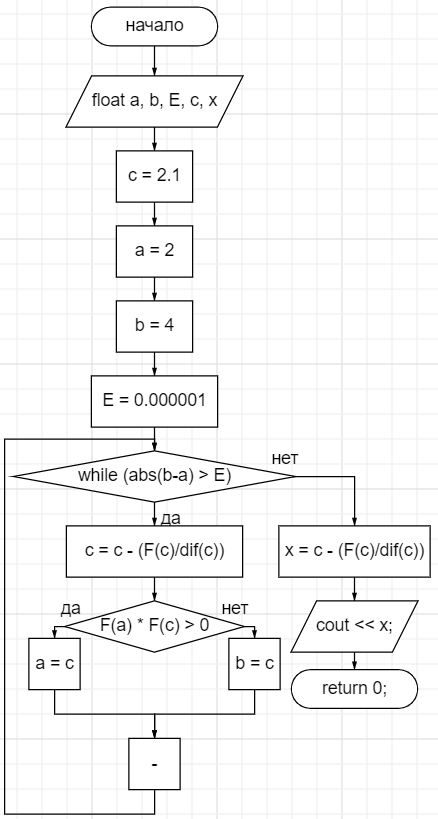 начало
float a, b, E, c, x
c = 2.1
a = 2
b = 4
E = 0.000001
while (abs(b-a) > E)
нет
да
c = c - (F(c)/dif(c))
x = c - (F(c)/dif(c))
да
F(a) * F(c) > 0
нет
cout << x;
a = c
b = c
return 0;
-